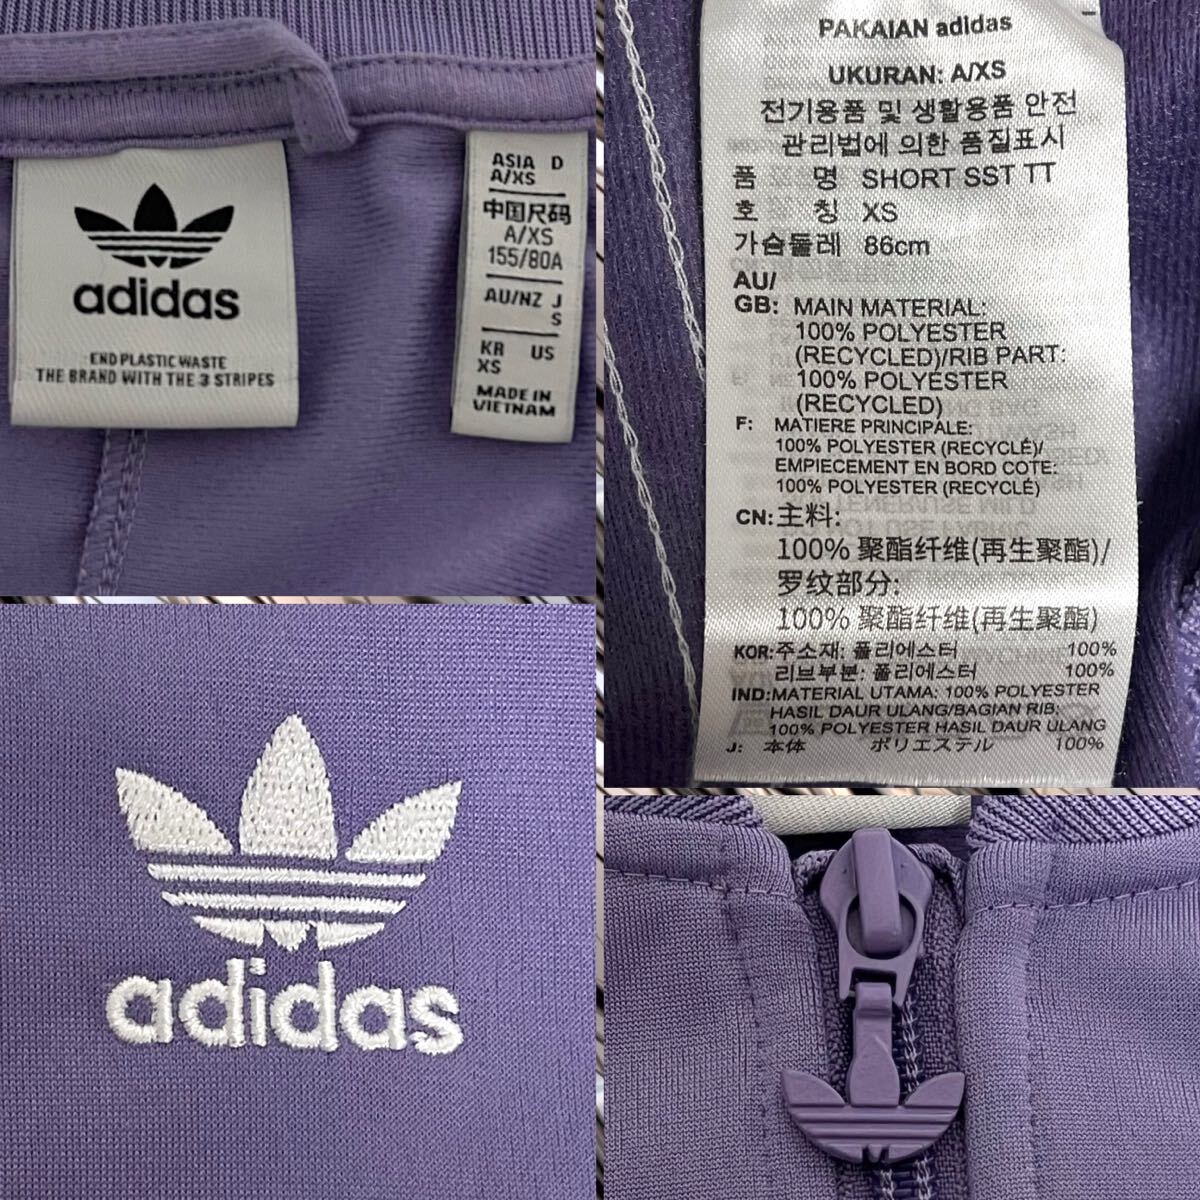 adidas
END PLASTIC WASTE
THE BRAND WITH THE 3 STRIPES
ASIA D
A/XS
中国尺码
A/XS
155/80A
AU/NZ J
S
KR US
XS
MADE IN
VIETNAM
PAKAIAN adidas
UKURAN: A/XS
전기용품 및 생활용품 안전
관리법에 의한 품질표시
품 명 SHORT SST TT
호 칭 XS
가슴둘레 86cm
AU/
GB: MAIN MATERIAL:
100% POLYESTER
(RECYCLED)/RIB PART:
100% POLYESTER
(RECYCLED)
F: MATIERE PRINCIPALE:
100% POLYESTER (RECYCLÉ)/
EMPIECEMENT EN BORD COTE:
100% POLYESTER (RECYCLÉ)
CN: 主料:
100% 聚酯纤维(再生聚酯)/
罗纹部分:
100% 聚酯纤维(再生聚酯)
KOR: 주소재: 폴리에스터 100%
리브부분: 폴리에스터 100%
IND: MATERIAL UTAMA: 100% POLYESTER
HASIL DAUR ULANG/BAGIAN RIB:
100% POLYESTER HASIL DAUR ULANG
J: 本体 ポリエステル 100%
adidas